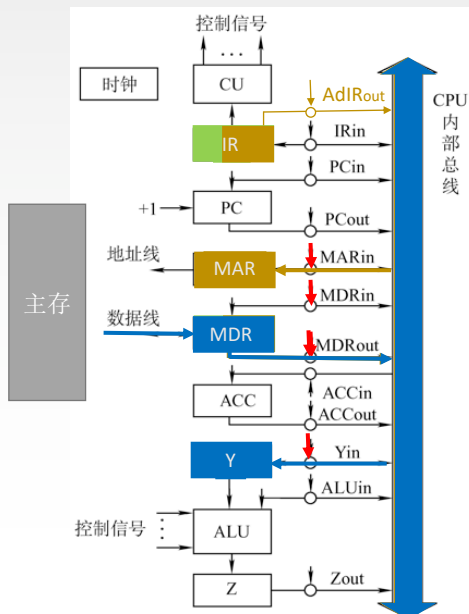 控制信号
...
时钟
CU
AdIRout
CPU
内
部
总
线
IR
IRin
PCin
+1
PC
PCout
地址线
MAR
MARin
主存
MDRin
数据线
MDR
MDRout
ACC
ACCin
ACCout
Y
Yin
ALUin
控制信号
ALU
Z
Zout